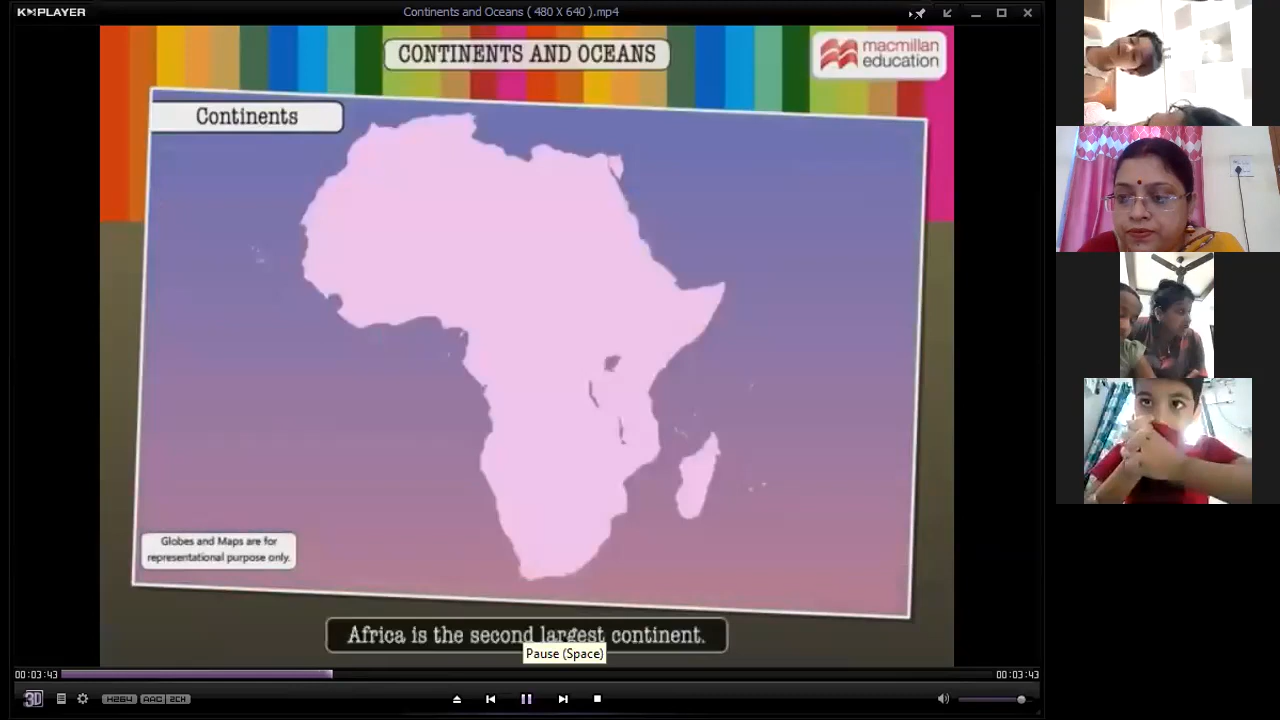 KMPLAYER
Continents and Oceans ( 480 X 640 ).mp4
CONTINENTS AND OCEANS
macmillan
education
Continents
Globes and Maps are for
representational purpose only.
Africa is the second largest continent.
Pause (Space)
00:03:43
00:03:43
3D
H264 AAC 2CH